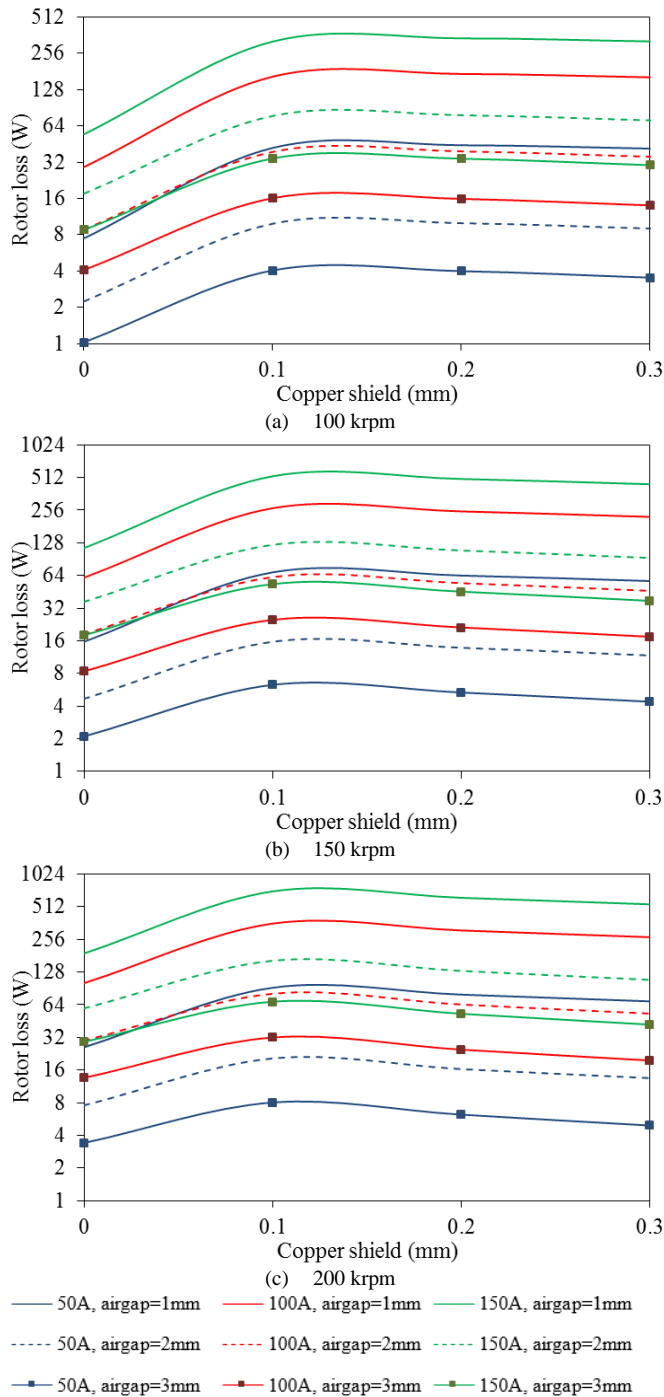 512
256
128
64
32
16
8
4
2
1
Rotor loss (W)
0 0.1 0.2 0.3
Copper shield (mm)
(a) 100 krpm
1024
512
256
128
64
32
16
8
4
2
1
Rotor loss (W)
0 0.1 0.2 0.3
Copper shield (mm)
(b) 150 krpm
1024
512
256
128
64
32
16
8
4
2
1
Rotor loss (W)
0 0.1 0.2 0.3
Copper shield (mm)
(c) 200 krpm
50A, airgap=1mm 100A, airgap=1mm 150A, airgap=1mm
50A, airgap=2mm 100A, airgap=2mm 150A, airgap=2mm
50A, airgap=3mm 100A, airgap=3mm 150A, airgap=3mm